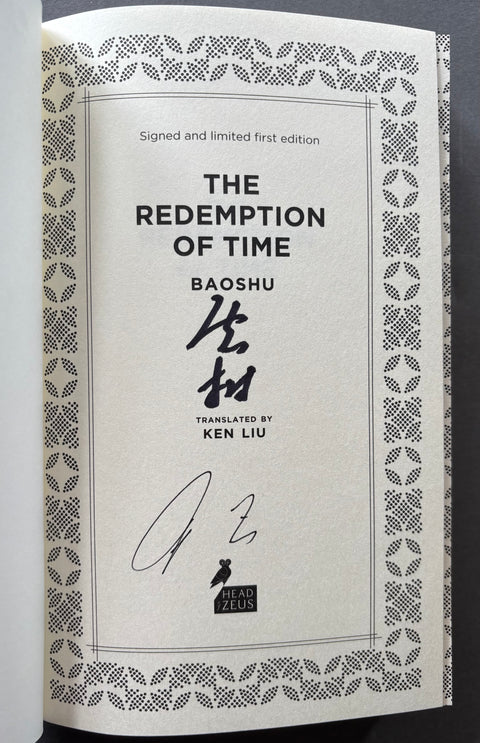 Signed and limited first edition
THE
REDEMPTION
OF TIME
BAOSHU
宝
树
TRANSLATED BY
KEN LIU
HEAD
of ZEUS